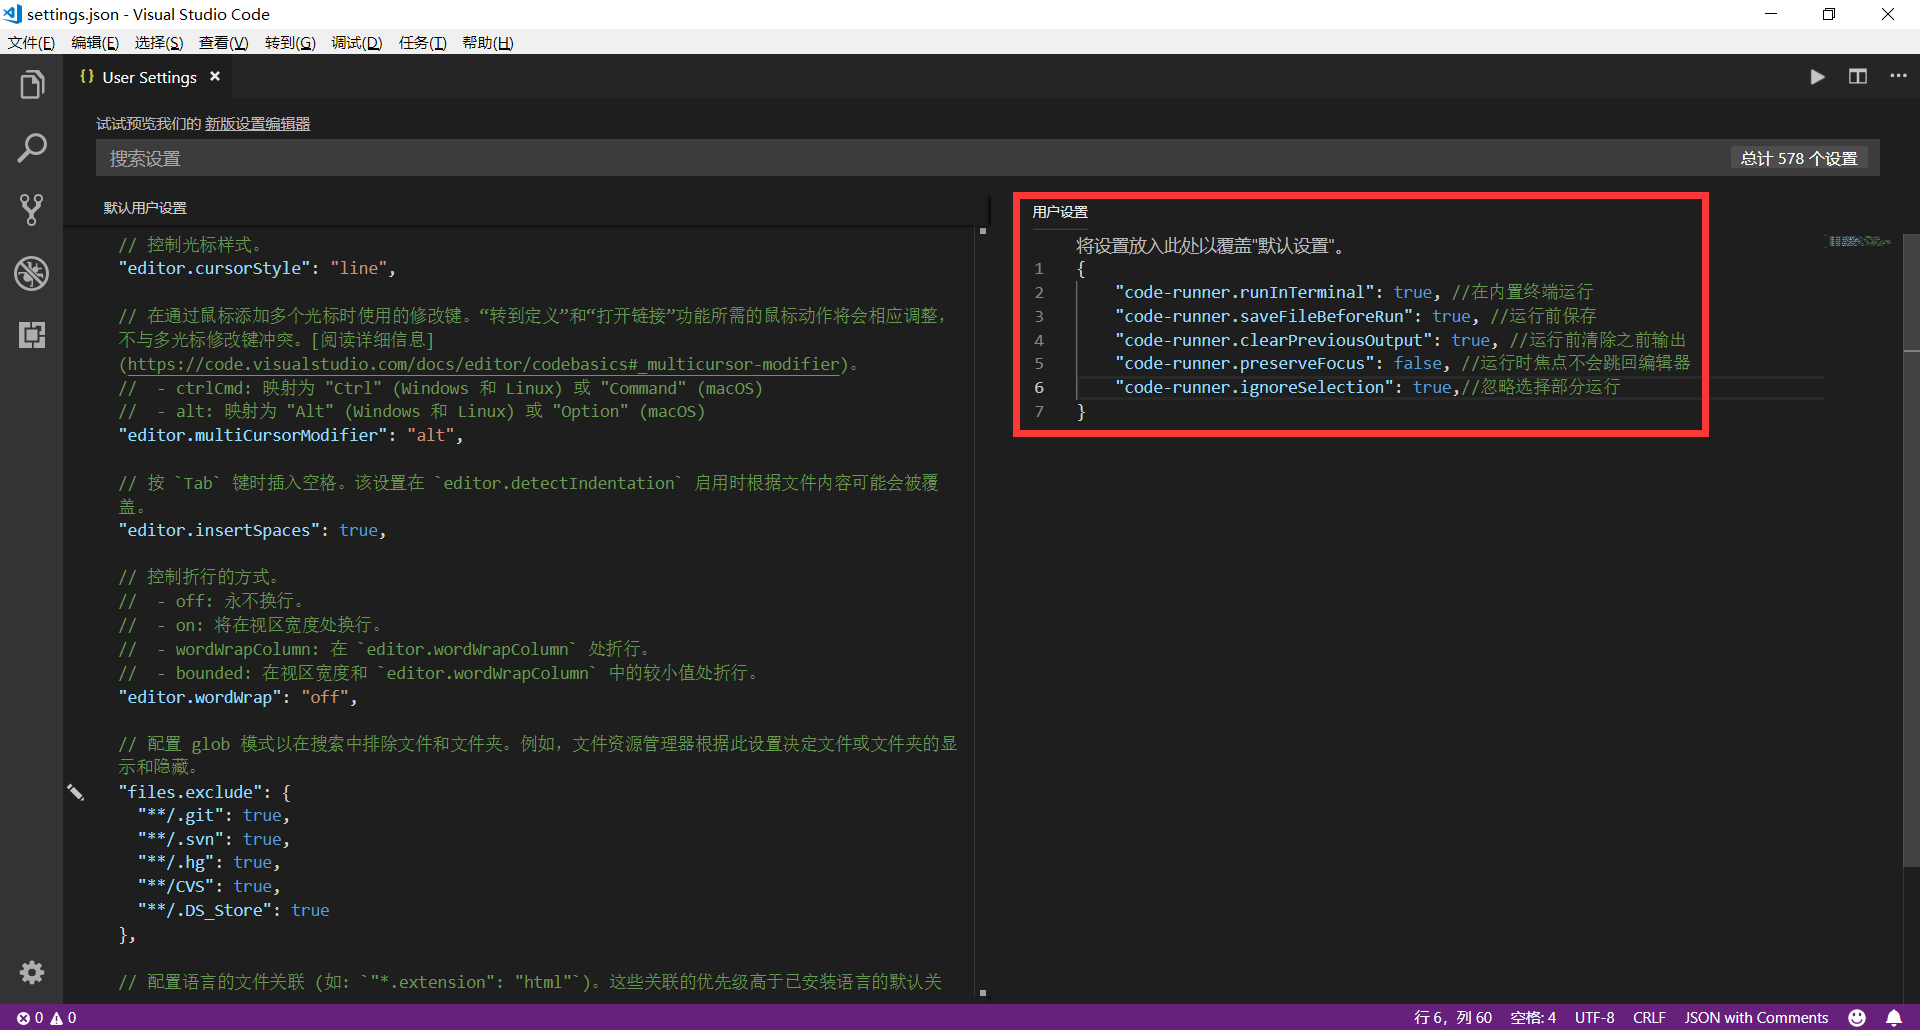 settings.json - Visual Studio Code
文件(F) 编辑(E) 选择(S) 查看(V) 转到(G) 调试(D) 任务(T) 帮助(H)
{} User Settings ×
试试预览我们的 新版设置编辑器
搜索设置
总计 578 个设置
默认用户设置
// 控制光标样式。
"editor.cursorStyle": "line",
// 在通过鼠标添加多个光标时使用的修改键。“转到定义”和“打开链接”功能所需的鼠标动作将会相应调整，
不与多光标修改键冲突。[阅读详细信息]
(https://code.visualstudio.com/docs/editor/codebasics#_multicursor-modifier)。
//  - ctrlCmd: 映射为 "Ctrl" (Windows 和 Linux) 或 "Command" (macOS)
//  - alt: 映射为 "Alt" (Windows 和 Linux) 或 "Option" (macOS)
"editor.multiCursorModifier": "alt",
// 按 `Tab` 键时插入空格。该设置在 `editor.detectIndentation` 启用时根据文件内容可能会被覆
盖。
"editor.insertSpaces": true,
// 控制折行的方式。
//  - off: 永不换行。
//  - on: 将在视区宽度处换行。
//  - wordWrapColumn: 在 `editor.wordWrapColumn` 处折行。
//  - bounded: 在视区宽度和 `editor.wordWrapColumn` 中的较小值处折行。
"editor.wordWrap": "off",
// 配置 glob 模式以在搜索中排除文件和文件夹。例如，文件资源管理器根据此设置决定文件或文件夹的显
示和隐藏。
"files.exclude": {
"**/.git": true,
"**/.svn": true,
"**/.hg": true,
"**/CVS": true,
"**/.DS_Store": true
},
// 配置语言的文件关联 (如: `"*.extension": "html"`)。这些关联的优先级高于已安装语言的默认关
用户设置
将设置放入此处以覆盖"默认设置"。
1 {
2 "code-runner.runInTerminal": true, //在内置终端运行
3 "code-runner.saveFileBeforeRun": true, //运行前保存
4 "code-runner.clearPreviousOutput": true, //运行前清除之前输出
5 "code-runner.preserveFocus": false, //运行时焦点不会跳回编辑器
6 "code-runner.ignoreSelection": true,//忽略选择部分运行
7 }
0 0
行 6，列 60 空格: 4 UTF-8 CRLF JSON with Comments